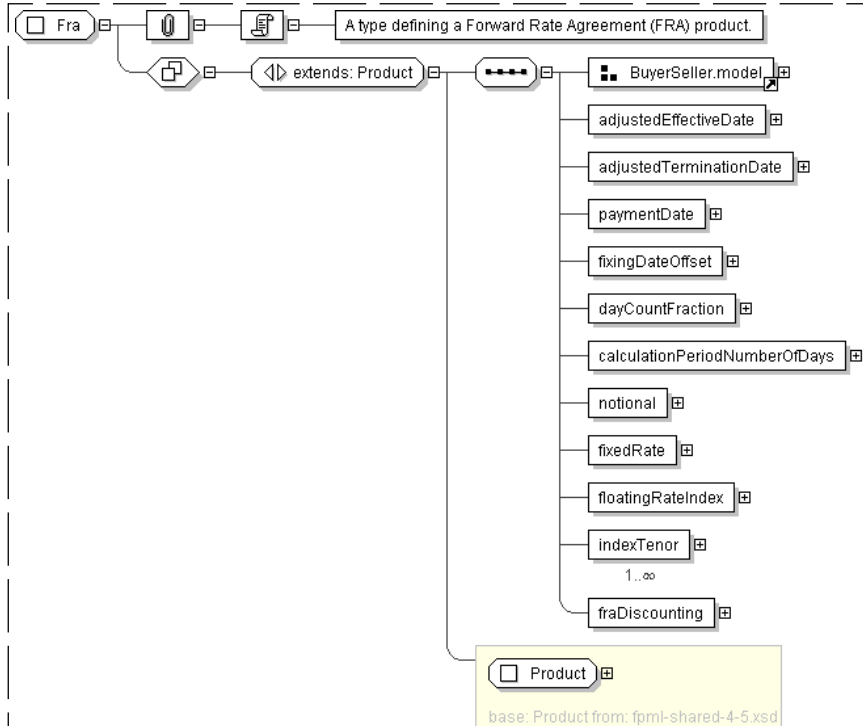 Fra
A type defining a Forward Rate Agreement (FRA) product.
extends: Product
BuyerSeller.model
adjustedEffectiveDate
adjustedTerminationDate
paymentDate
fixingDateOffset
dayCountFraction
calculationPeriodNumberOfDays
notional
fixedRate
floatingRateIndex
indexTenor
1..∞
fraDiscounting
Product
base: Product from: fpml-shared-4-5.xsd